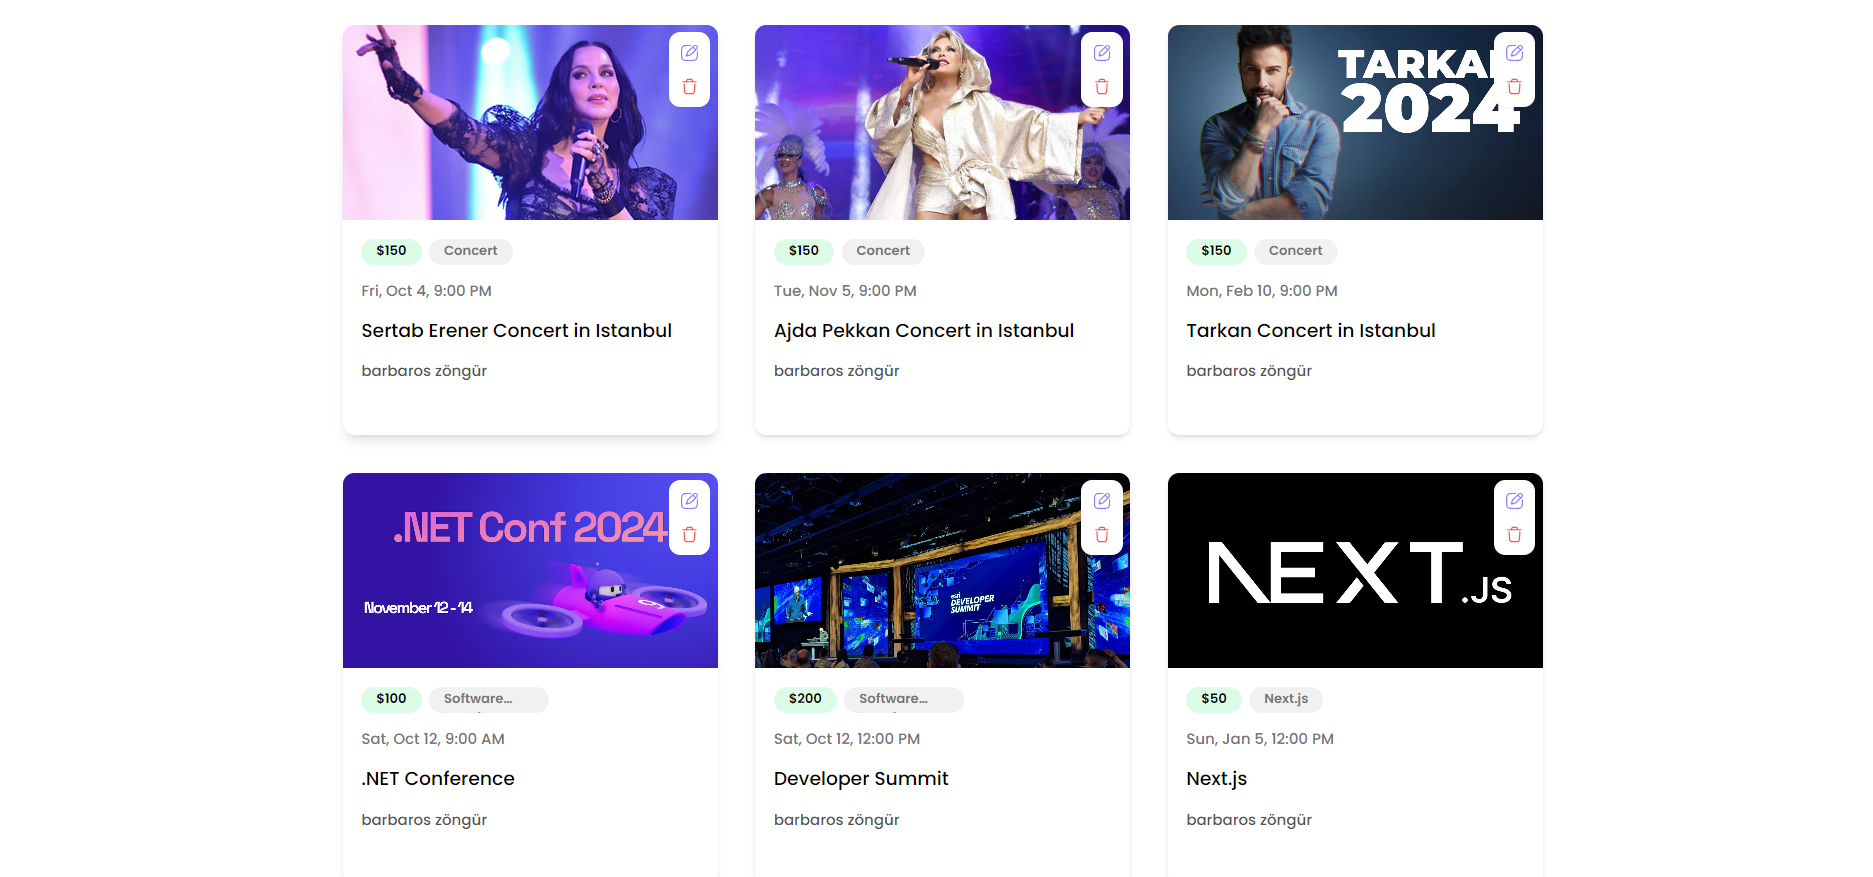 TARKA
2024
$150 Concert
$150 Concert
$150 Concert
Fri, Oct 4, 9:00 PM
Tue, Nov 5, 9:00 PM
Mon, Feb 10, 9:00 PM
Sertab Erener Concert in Istanbul
Ajda Pekkan Concert in Istanbul
Tarkan Concert in Istanbul
barbaros zöngür
barbaros zöngür
barbaros zöngür
.NET Conf 2024
November 12 - 14
esri
DEVELOPER
SUMMIT
NEXT.JS
$100 Software...
$200 Software...
$50 Next.js
Sat, Oct 12, 9:00 AM
Sat, Oct 12, 12:00 PM
Sun, Jan 5, 12:00 PM
.NET Conference
Developer Summit
Next.js
barbaros zöngür
barbaros zöngür
barbaros zöngür